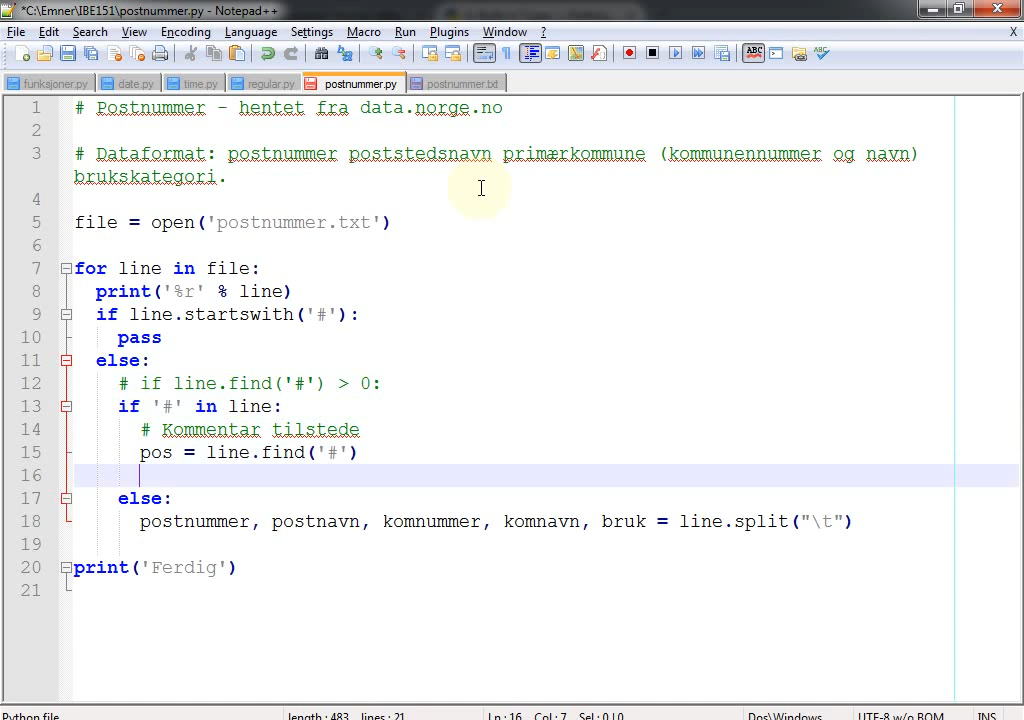 *C:\Emner\IBE151\postnummer.py - Notepad++
File Edit Search View Encoding Language Settings Macro Run Plugins Window ? X
funksjoner.py date.py time.py regular.py postnummer.py postnummer.txt
1 # Postnummer - hentet fra data.norge.no
2
3 # Dataformat: postnummer poststedsnavn primærkommune (kommunennummer og navn)
brukskategori.
4
5 file = open('postnummer.txt')
6
7 for line in file:
8 print('%r' % line)
9 if line.startswith('#'):
10 pass
11 else:
12 # if line.find('#') > 0:
13 if '#' in line:
14 # Kommentar tilstede
15 pos = line.find('#')
16
17 else:
18 postnummer, postnavn, komnummer, komnavn, bruk = line.split("\t")
19
20 print('Ferdig')
21
Python file length : 483 lines : 21 Ln : 16 Col : 7 Sel : 0 | 0 Dos\Windows UTF-8 w/o BOM INS